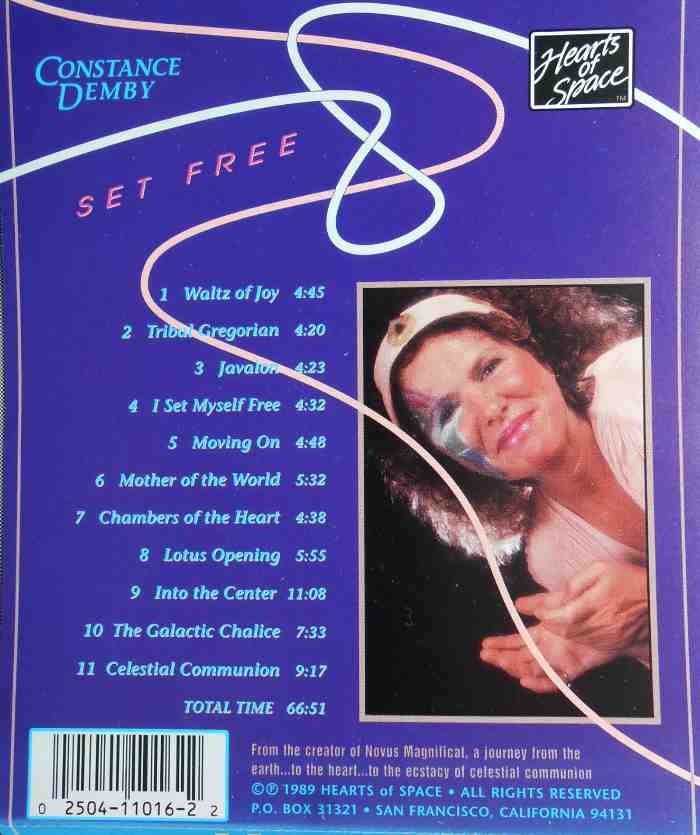 CONSTANCE
DEMBY
Hearts
of
Space
TM
SET FREE
1 Waltz of Joy 4:45
2 Tribal Gregorian 4:20
3 Javalon 4:23
4 I Set Myself Free 4:32
5 Moving On 4:48
6 Mother of the World 5:32
7 Chambers of the Heart 4:38
8 Lotus Opening 5:55
9 Into the Center 11:08
10 The Galactic Chalice 7:33
11 Celestial Communion 9:17
TOTAL TIME 66:51
From the creator of Novus Magnificat, a journey from the
earth...to the heart...to the ecstacy of celestial communion
©℗ 1989 HEARTS of SPACE • ALL RIGHTS RESERVED
P.O. BOX 31321 • SAN FRANCISCO, CALIFORNIA 94131
0 2504-11016-2 2